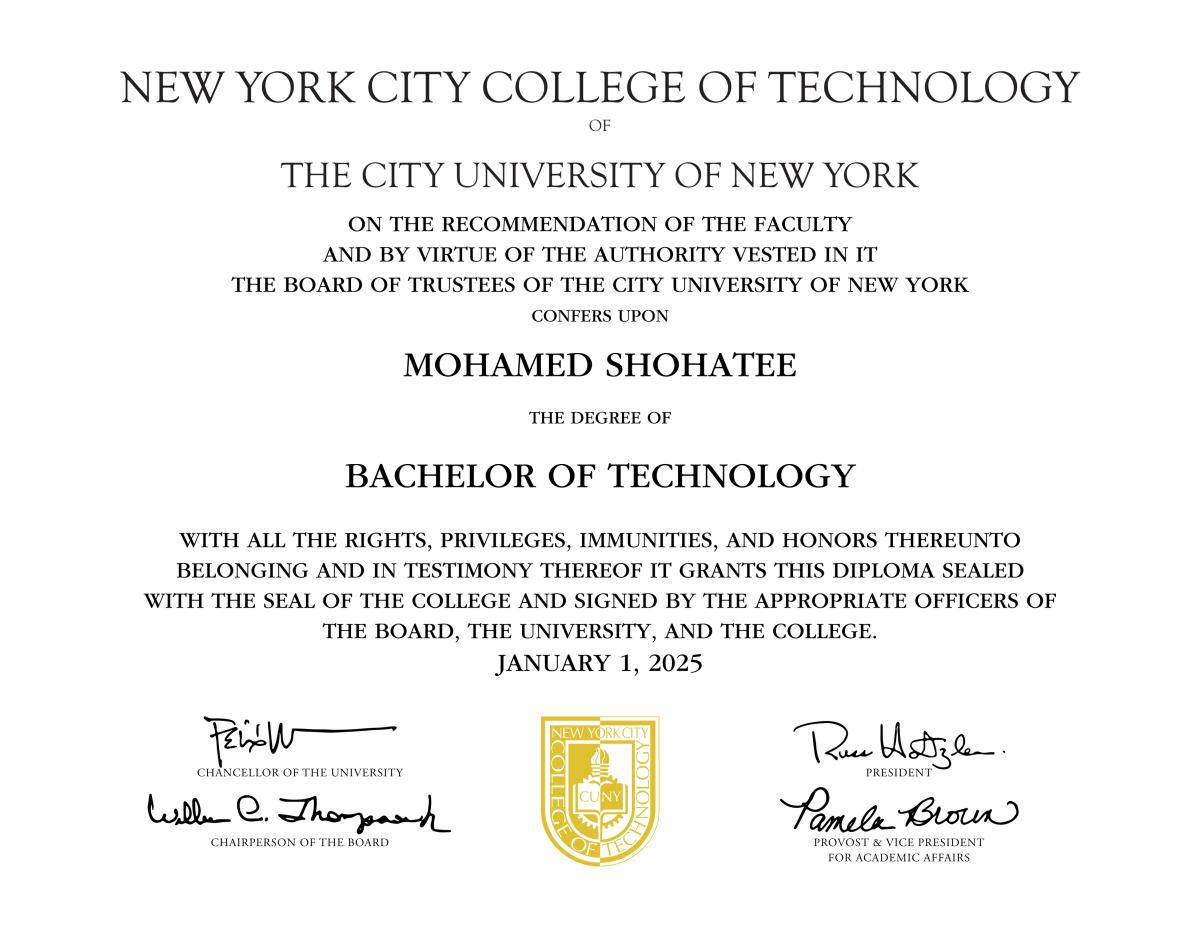 NEW YORK CITY COLLEGE OF TECHNOLOGY
OF
THE CITY UNIVERSITY OF NEW YORK
ON THE RECOMMENDATION OF THE FACULTY
AND BY VIRTUE OF THE AUTHORITY VESTED IN IT
THE BOARD OF TRUSTEES OF THE CITY UNIVERSITY OF NEW YORK
CONFERS UPON
MOHAMED SHOHATEE
THE DEGREE OF
BACHELOR OF TECHNOLOGY
WITH ALL THE RIGHTS, PRIVILEGES, IMMUNITIES, AND HONORS THEREUNTO
BELONGING AND IN TESTIMONY THEREOF IT GRANTS THIS DIPLOMA SEALED
WITH THE SEAL OF THE COLLEGE AND SIGNED BY THE APPROPRIATE OFFICERS OF
THE BOARD, THE UNIVERSITY, AND THE COLLEGE.
JANUARY 1, 2025
CHANCELLOR OF THE UNIVERSITY
CHAIRPERSON OF THE BOARD
NEW YORK CITY
COLLEGE OF TECHNOLOGY
CUNY
PRESIDENT
Pamela Brown
PROVOST & VICE PRESIDENT
FOR ACADEMIC AFFAIRS